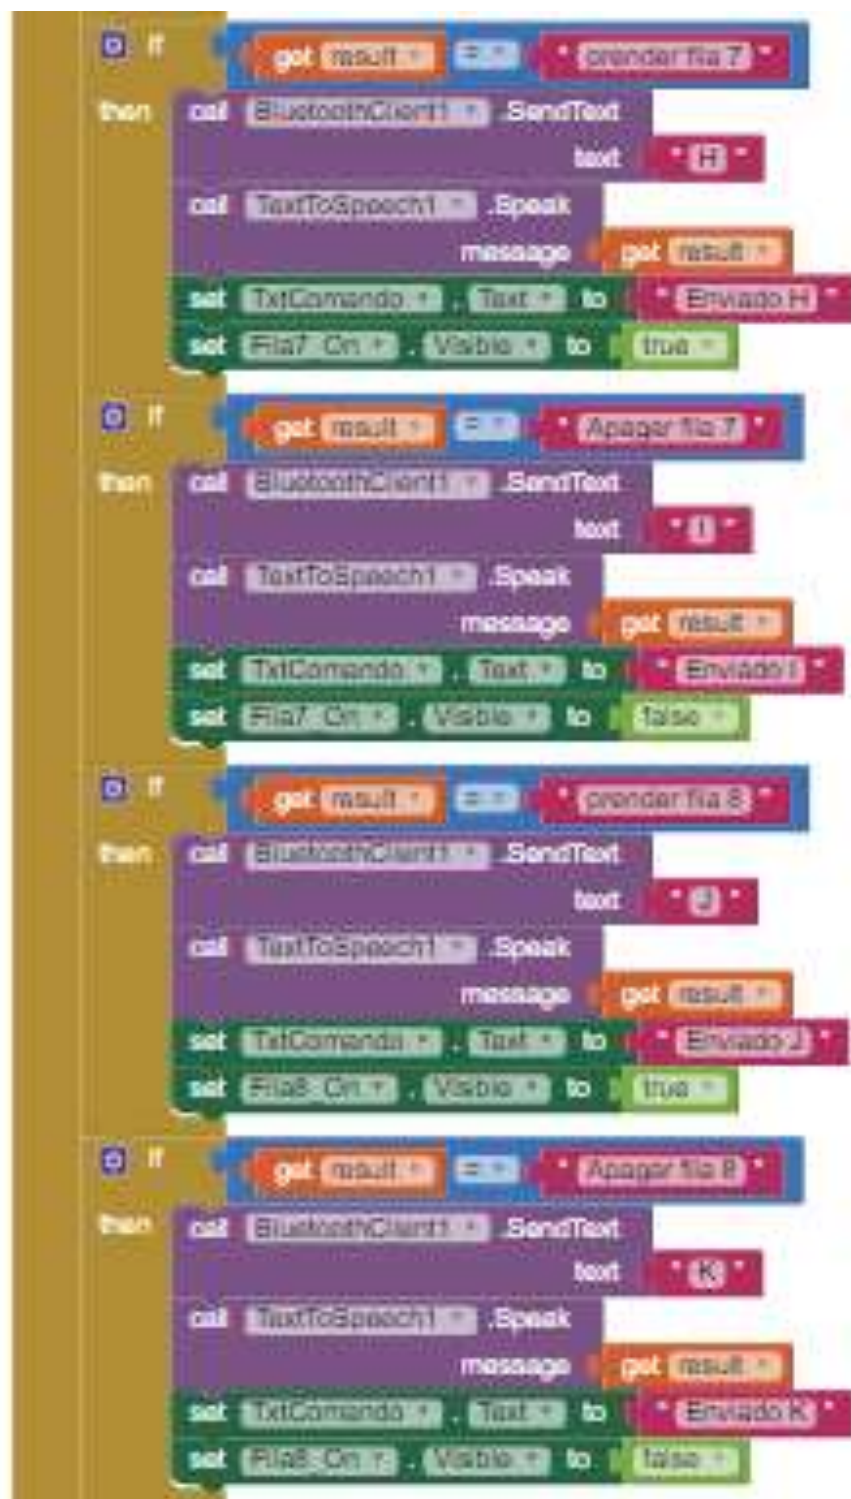 if get result = " prender fila 7 "
then call BluetoothClient1 .SendText
text " H "
call TextToSpeech1 .Speak
message get result
set TxtComando . Text to " Enviado H "
set Fila7_On . Visible to true
if get result = " Apagar fila 7 "
then call BluetoothClient1 .SendText
text " I "
call TextToSpeech1 .Speak
message get result
set TxtComando . Text to " Enviado I "
set Fila7_On . Visible to false
if get result = " prender fila 8 "
then call BluetoothClient1 .SendText
text " J "
call TextToSpeech1 .Speak
message get result
set TxtComando . Text to " Enviado J "
set Fila8_On . Visible to true
if get result = " Apagar fila 8 "
then call BluetoothClient1 .SendText
text " K "
call TextToSpeech1 .Speak
message get result
set TxtComando . Text to " Enviado K "
set Fila8_On . Visible to false